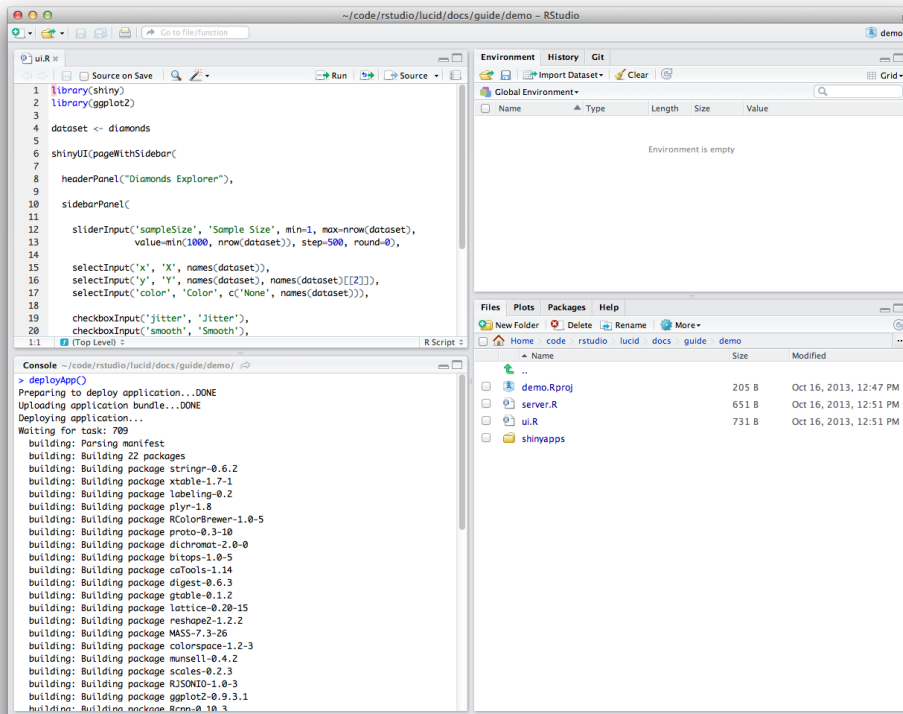 ~/code/rstudio/lucid/docs/guide/demo – RStudio
Go to file/function
demo
ui.R
Source on Save
Run
Source
1 library(shiny)
2 library(ggplot2)
3
4 dataset <- diamonds
5
6 shinyUI(pageWithSidebar(
7
8 headerPanel("Diamonds Explorer"),
9
10 sidebarPanel(
11
12 sliderInput('sampleSize', 'Sample Size', min=1, max=nrow(dataset),
13 value=min(1000, nrow(dataset)), step=500, round=0),
14
15 selectInput('x', 'X', names(dataset)),
16 selectInput('y', 'Y', names(dataset), names(dataset)[[2]]),
17 selectInput('color', 'Color', c('None', names(dataset))),
18
19 checkboxInput('jitter', 'Jitter'),
20 checkboxInput('smooth', 'Smooth'),
1:1 (Top Level) R Script
Console ~/code/rstudio/lucid/docs/guide/demo/
> deployApp()
Preparing to deploy application...DONE
Uploading application bundle...DONE
Deploying application...
Waiting for task: 709
building: Parsing manifest
building: Building 22 packages
building: Building package stringr-0.6.2
building: Building package xtable-1.7-1
building: Building package labeling-0.2
building: Building package plyr-1.8
building: Building package RColorBrewer-1.0-5
building: Building package proto-0.3-10
building: Building package dichromat-2.0-0
building: Building package bitops-1.0-5
building: Building package caTools-1.14
building: Building package digest-0.6.3
building: Building package gtable-0.1.2
building: Building package lattice-0.20-15
building: Building package reshape2-1.2.2
building: Building package MASS-7.3-26
building: Building package colorspace-1.2-3
building: Building package munsell-0.4.2
building: Building package scales-0.2.3
building: Building package RJSONIO-1.0-3
building: Building package ggplot2-0.9.3.1
building: Building package Rcpp-0.10.3
Environment History Git
Import Dataset Clear Grid
Global Environment
Name Type Length Size Value
Environment is empty
Files Plots Packages Help
New Folder Delete Rename More
Home code rstudio lucid docs guide demo ...
Name Size Modified
..
demo.Rproj 205 B Oct 16, 2013, 12:47 PM
server.R 651 B Oct 16, 2013, 12:51 PM
ui.R 731 B Oct 16, 2013, 12:51 PM
shinyapps